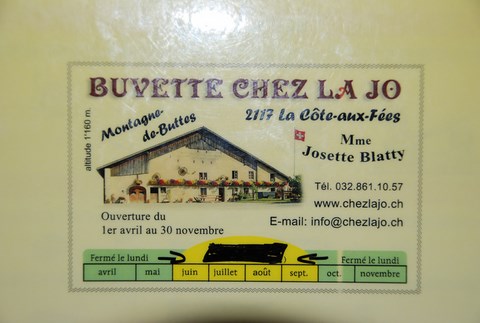 BUVETTE CHEZ LA JO
2117 La Côte-aux-Fées
Montagne-
de-Buttes
altitude 1'160 m.
Mme
Josette Blatty
Tél. 032.861.10.57
www.chezlajo.ch
E-mail: info@chezlajo.ch
Ouverture du
1er avril au 30 novembre
Fermé le lundi
Fermé le lundi
avril mai juin juillet août sept. oct. novembre